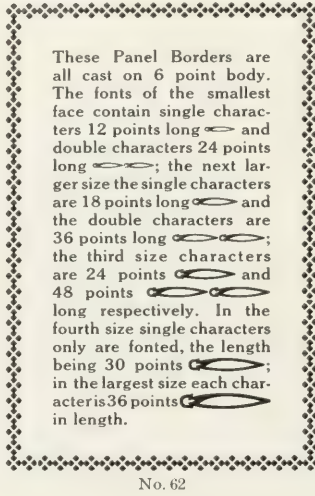 These Panel Borders are
all cast on 6 point body.
The fonts of the smallest
face contain single charac-
ters 12 points long and
double characters 24 points
long ; the next lar-
ger size the single characters
are 18 points long and
the double characters are
36 points long ;
the third size characters
are 24 points and
48 points
long respectively. In the
fourth size single characters
only are fonted, the length
being 30 points ;
in the largest size each char-
acter is 36 points
in length.
No. 62